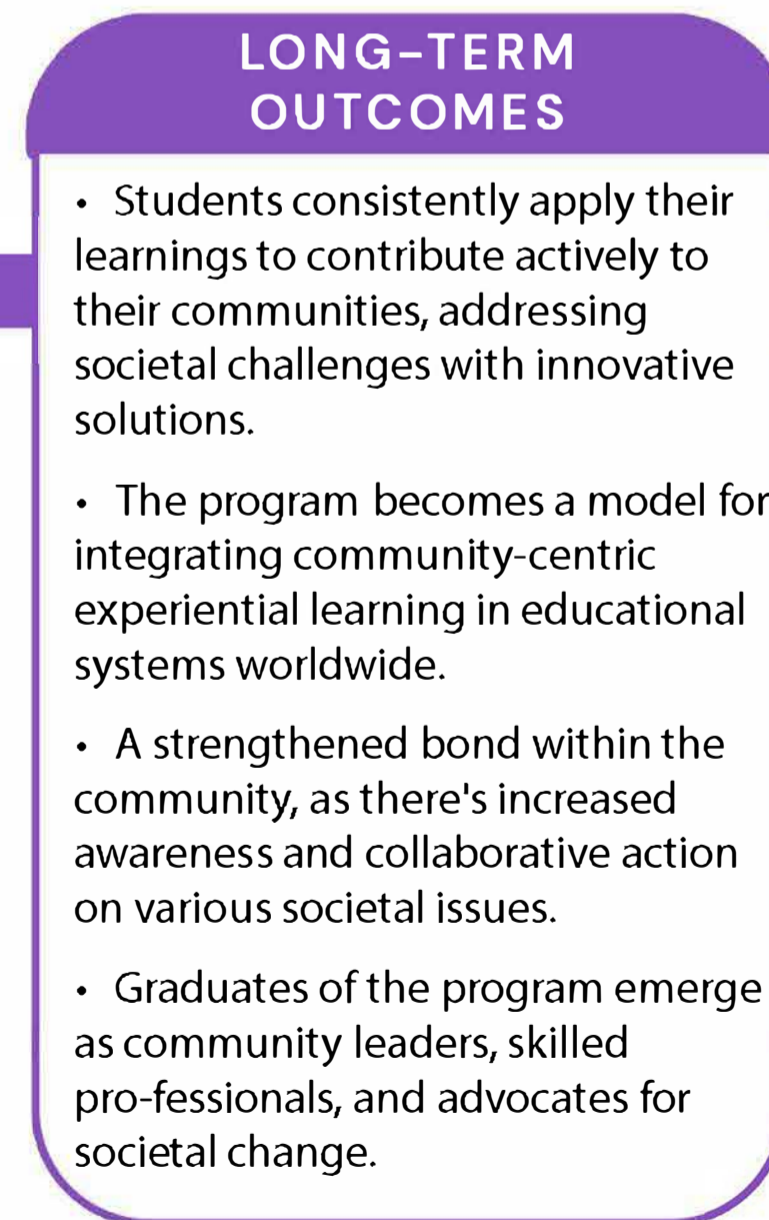 LONG-TERM
OUTCOMES
• Students consistently apply their
learnings to contribute actively to
their communities, addressing
societal challenges with innovative
solutions.
• The program becomes a model for
integrating community-centric
experiential learning in educational
systems worldwide.
• A strengthened bond within the
community, as there's increased
awareness and collaborative action
on various societal issues.
• Graduates of the program emerge
as community leaders, skilled
pro-fessionals, and advocates for
societal change.